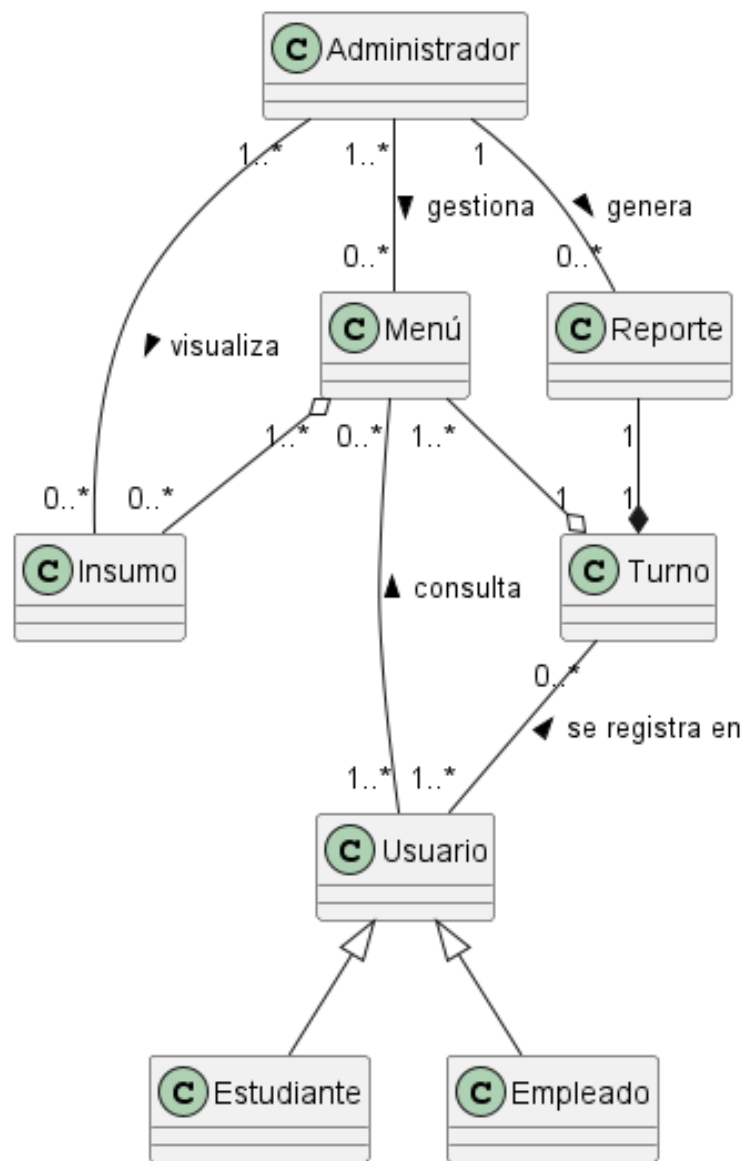 C Administrador
1..* 1..* 1
gestiona genera
0..* 0..*
C Menú C Reporte
visualiza
1..* 0..* 1..* 1
0..* 0..* 1 1
C Insumo C Turno
consulta
0..*
se registra en
1..* 1..*
C Usuario
C Estudiante C Empleado